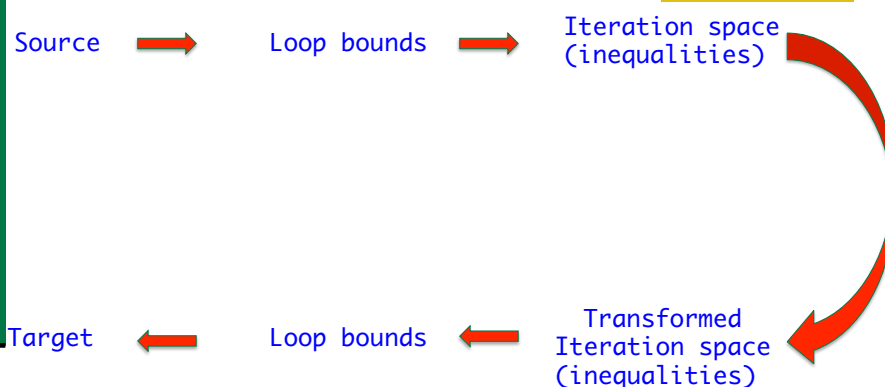 Source
Loop bounds
Iteration space
(inequalities)
Target
Loop bounds
Transformed
Iteration space
(inequalities)